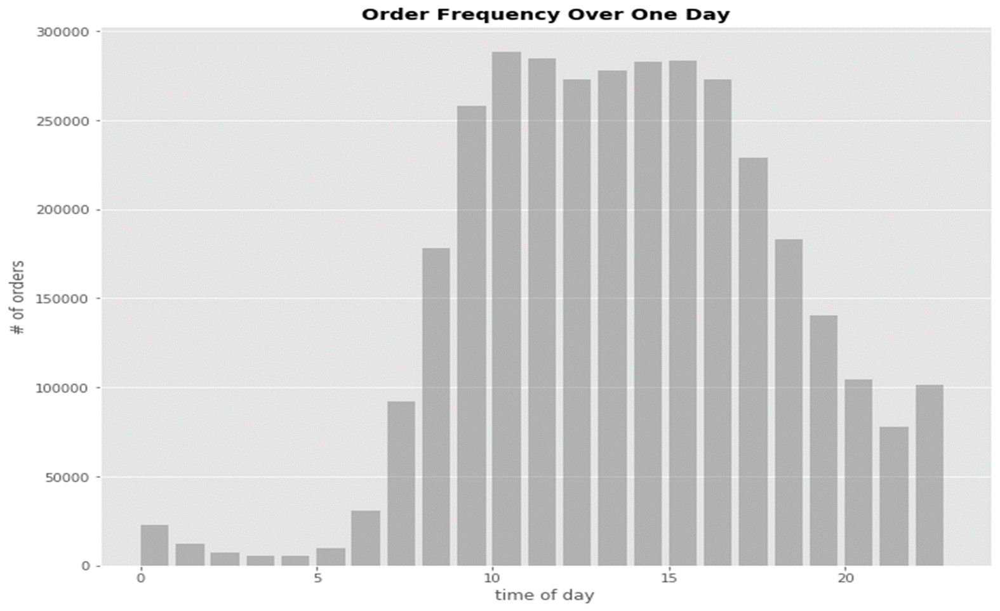 Order Frequency Over One Day
300000
250000
200000
150000
100000
50000
0
# of orders
0 5 10 15 20
time of day